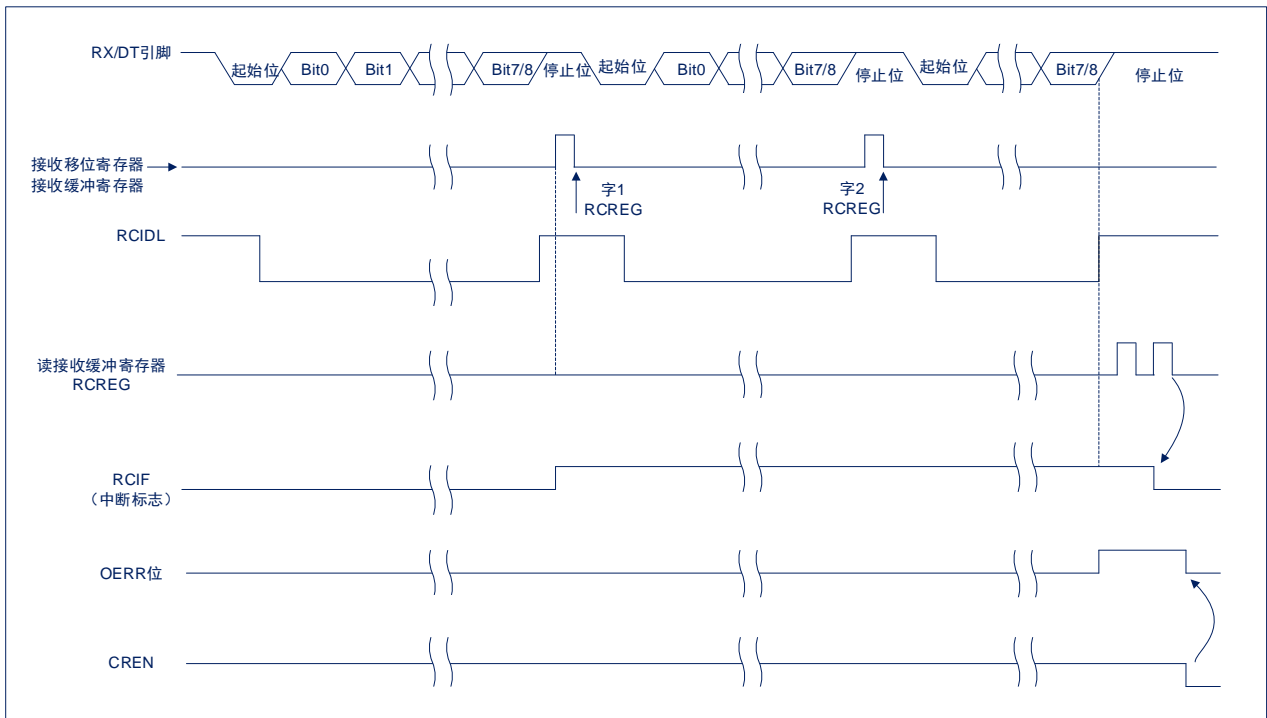 RX/DT引脚
起始位 Bit0 Bit1 Bit7/8 停止位 起始位 Bit0 Bit7/8 停止位 起始位 Bit7/8 停止位
接收移位寄存器
接收缓冲寄存器
字1
RCREG
字2
RCREG
RCIDL
读接收缓冲寄存器
RCREG
RCIF
（中断标志）
OERR位
CREN